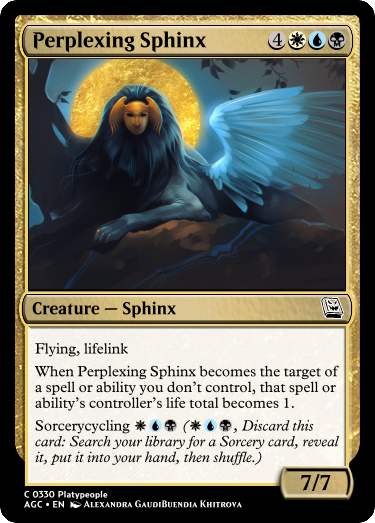 Perplexing Sphinx 4
Creature — Sphinx
Flying, lifelink
When Perplexing Sphinx becomes the target of
a spell or ability you don't control, that spell or
ability's controller's life total becomes 1.
Sorcerycycling (, Discard this
card: Search your library for a Sorcery card, reveal
it, put it into your hand, then shuffle.)
7/7
C 0330 Platypeople
AGC • EN Alexandra GaudiBuendia Khitrova